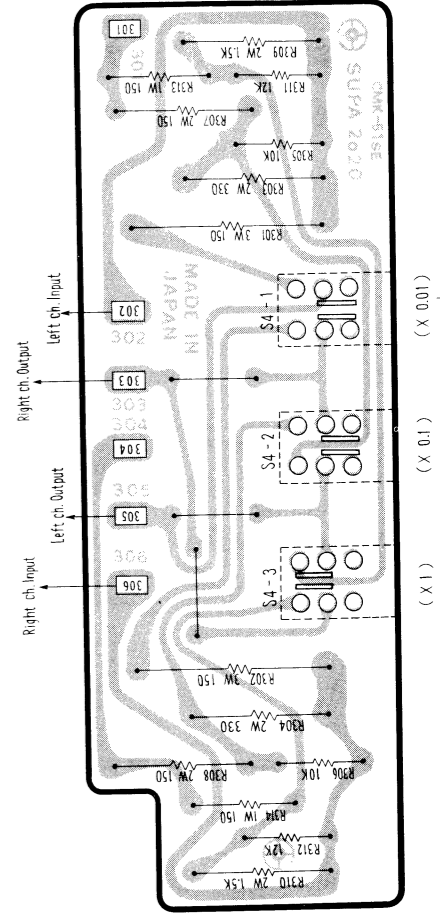 301
301
R309 2W 1.5K
R313 1W 150
R311 12K
R307 2W 150
R305 10K
R303 2W 330
R301 3W 150
CMK-51SE
SUPA 2020
MADE IN
JAPAN
Left ch. Input
302
302
S4-1
(X 0.01)
Right ch. Output
303
303
304
304
S4-2
(X 0.1)
305
Left ch. Output
305
306
Right ch. Input
306
S4-3
(X 1)
R302 3W 150
R304 2W 330
R308 2W 150
R306 10K
R314 1W 150
R312 12K
R310 2W 1.5K